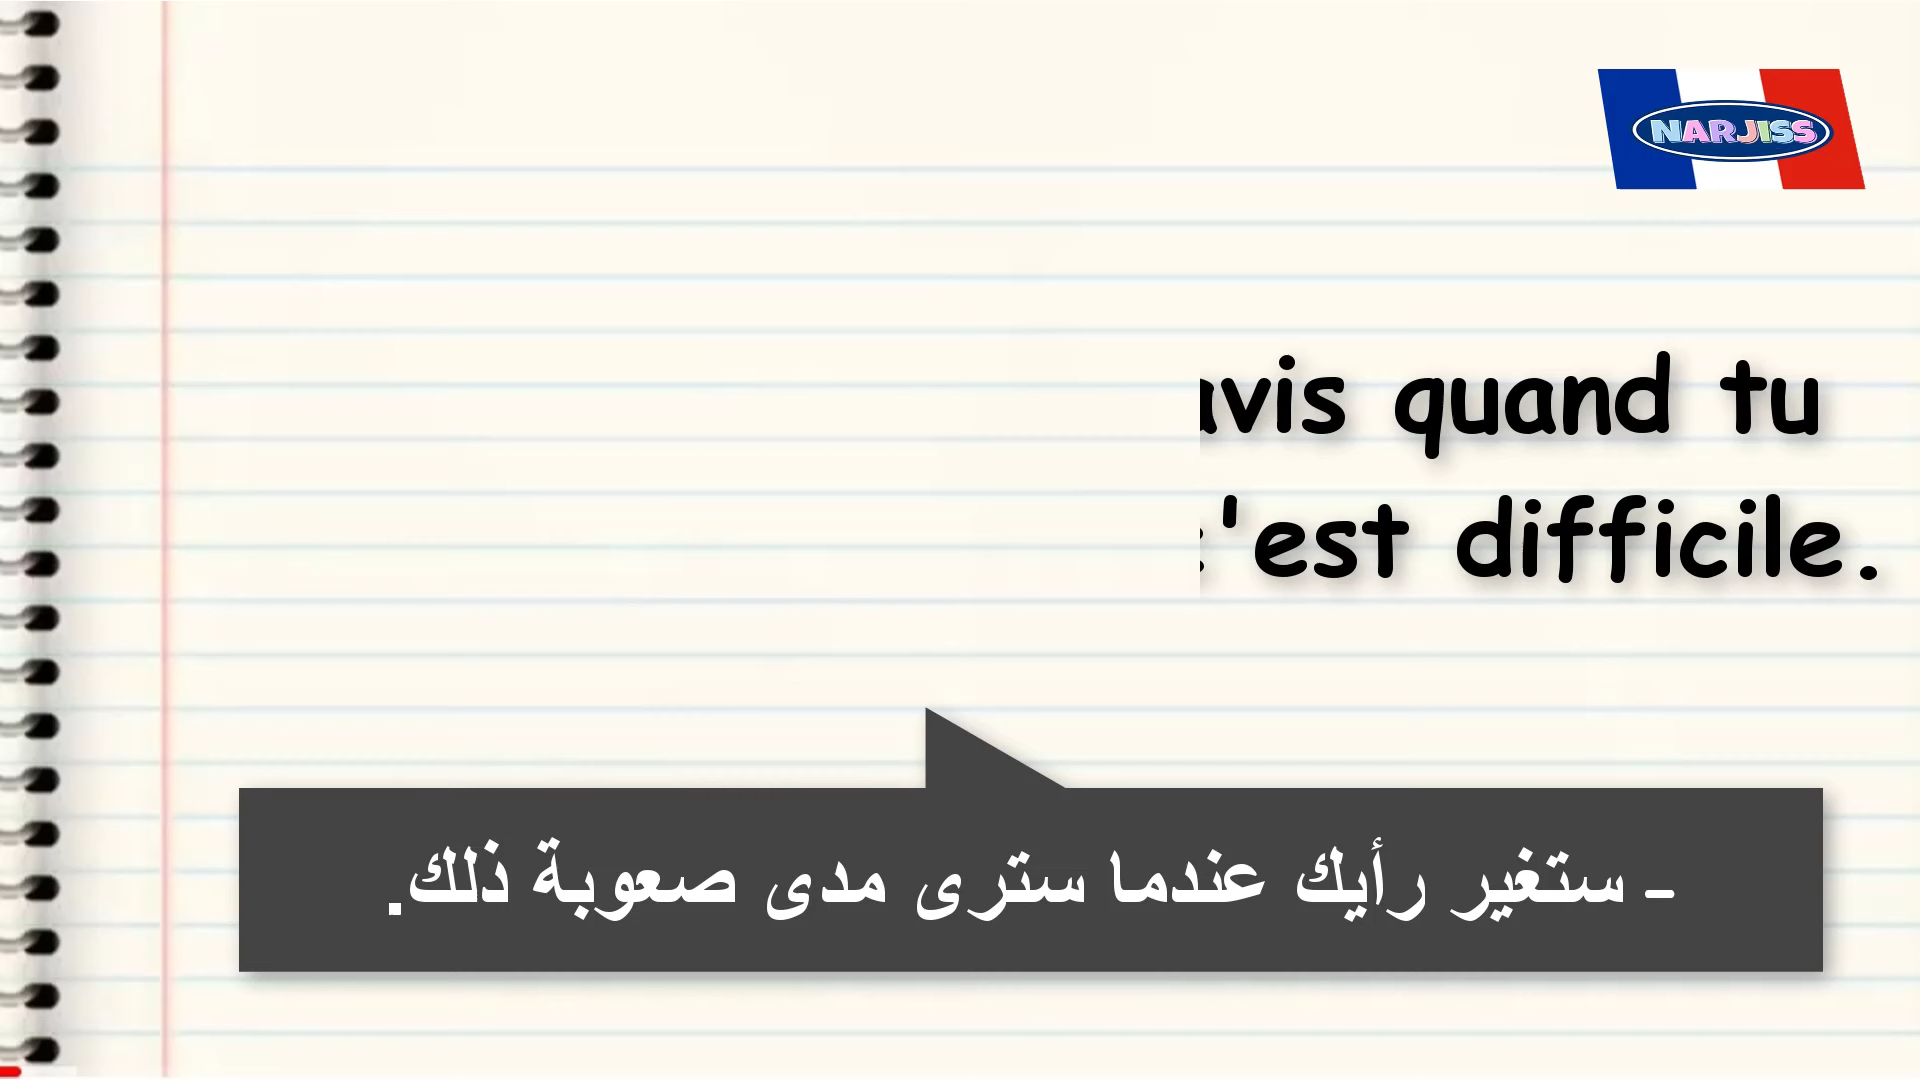 NARJISS
avis quand tu
c'est difficile.
- ستغير رأيك عندما سترى مدى صعوبة ذلك.